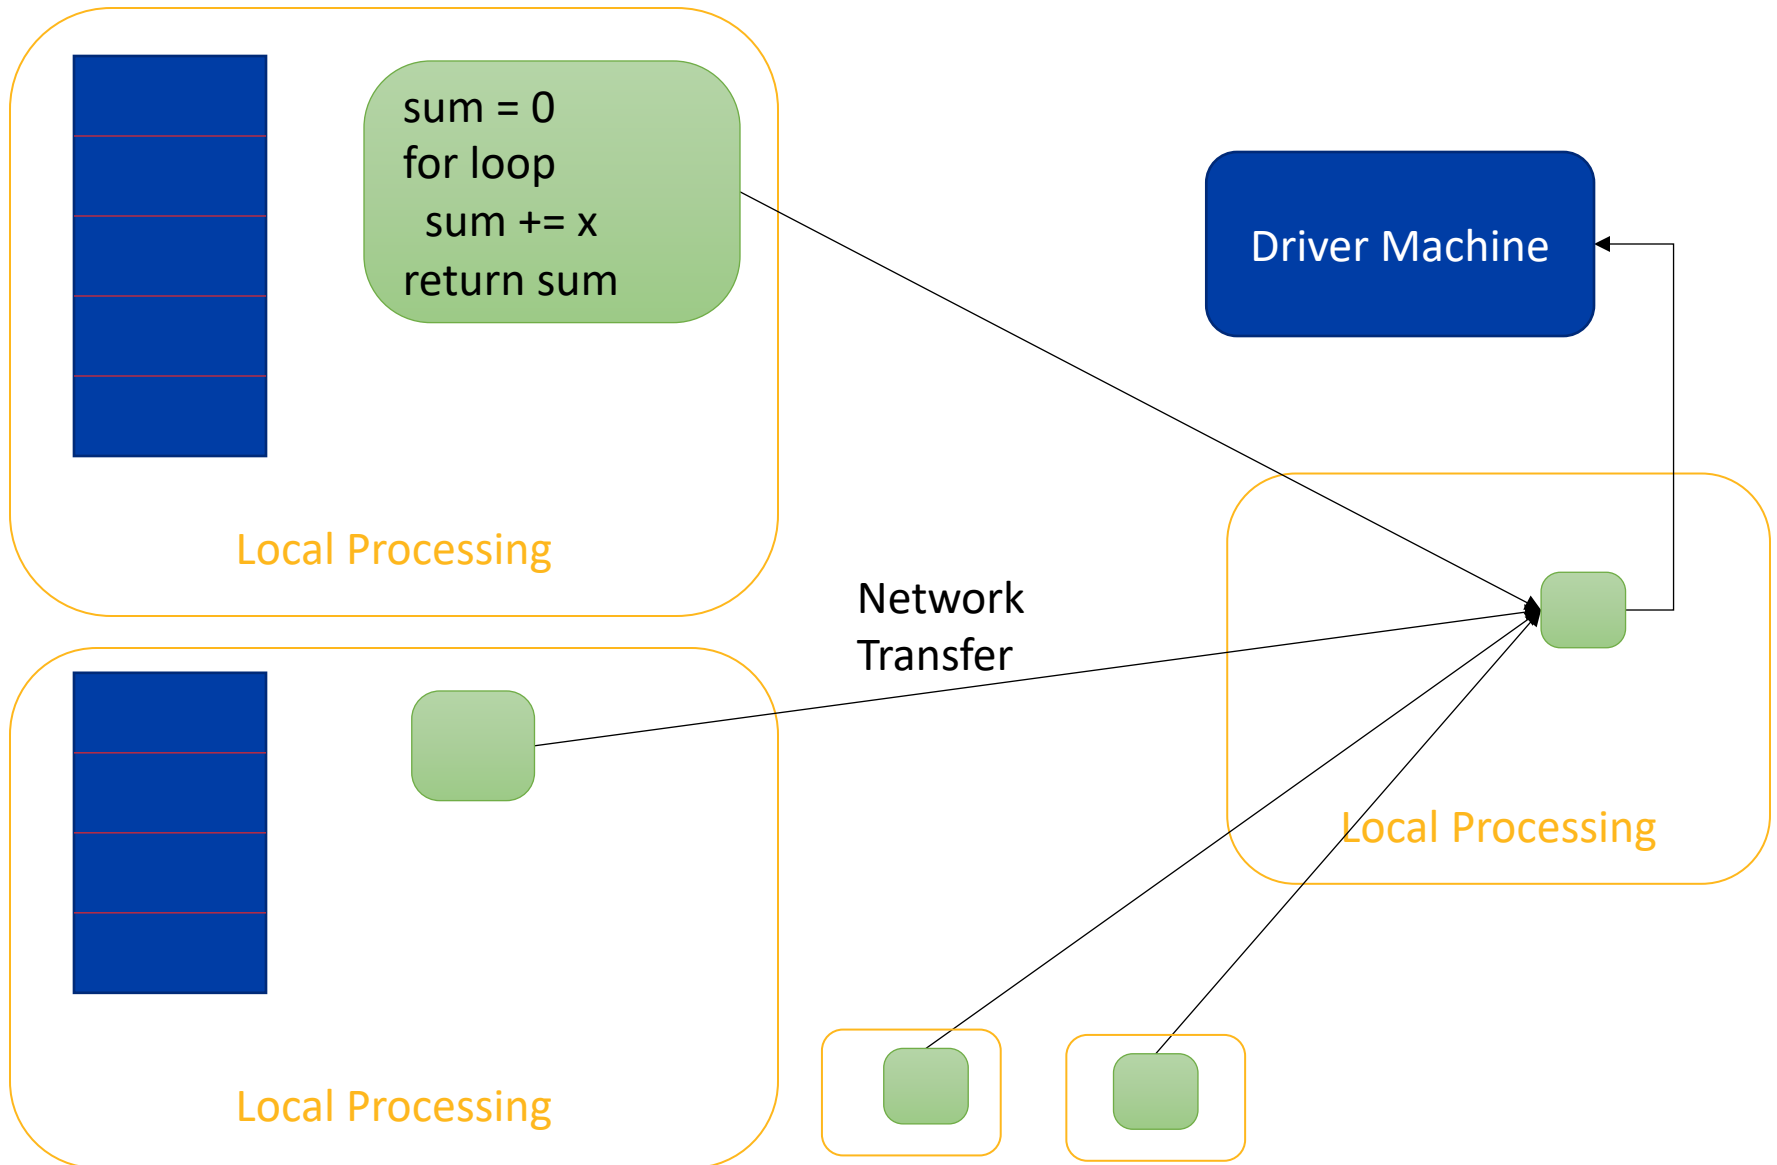 sum = 0
for loop
  sum += x
return sum
Local Processing
Driver Machine
Network
Transfer
Local Processing
Local Processing